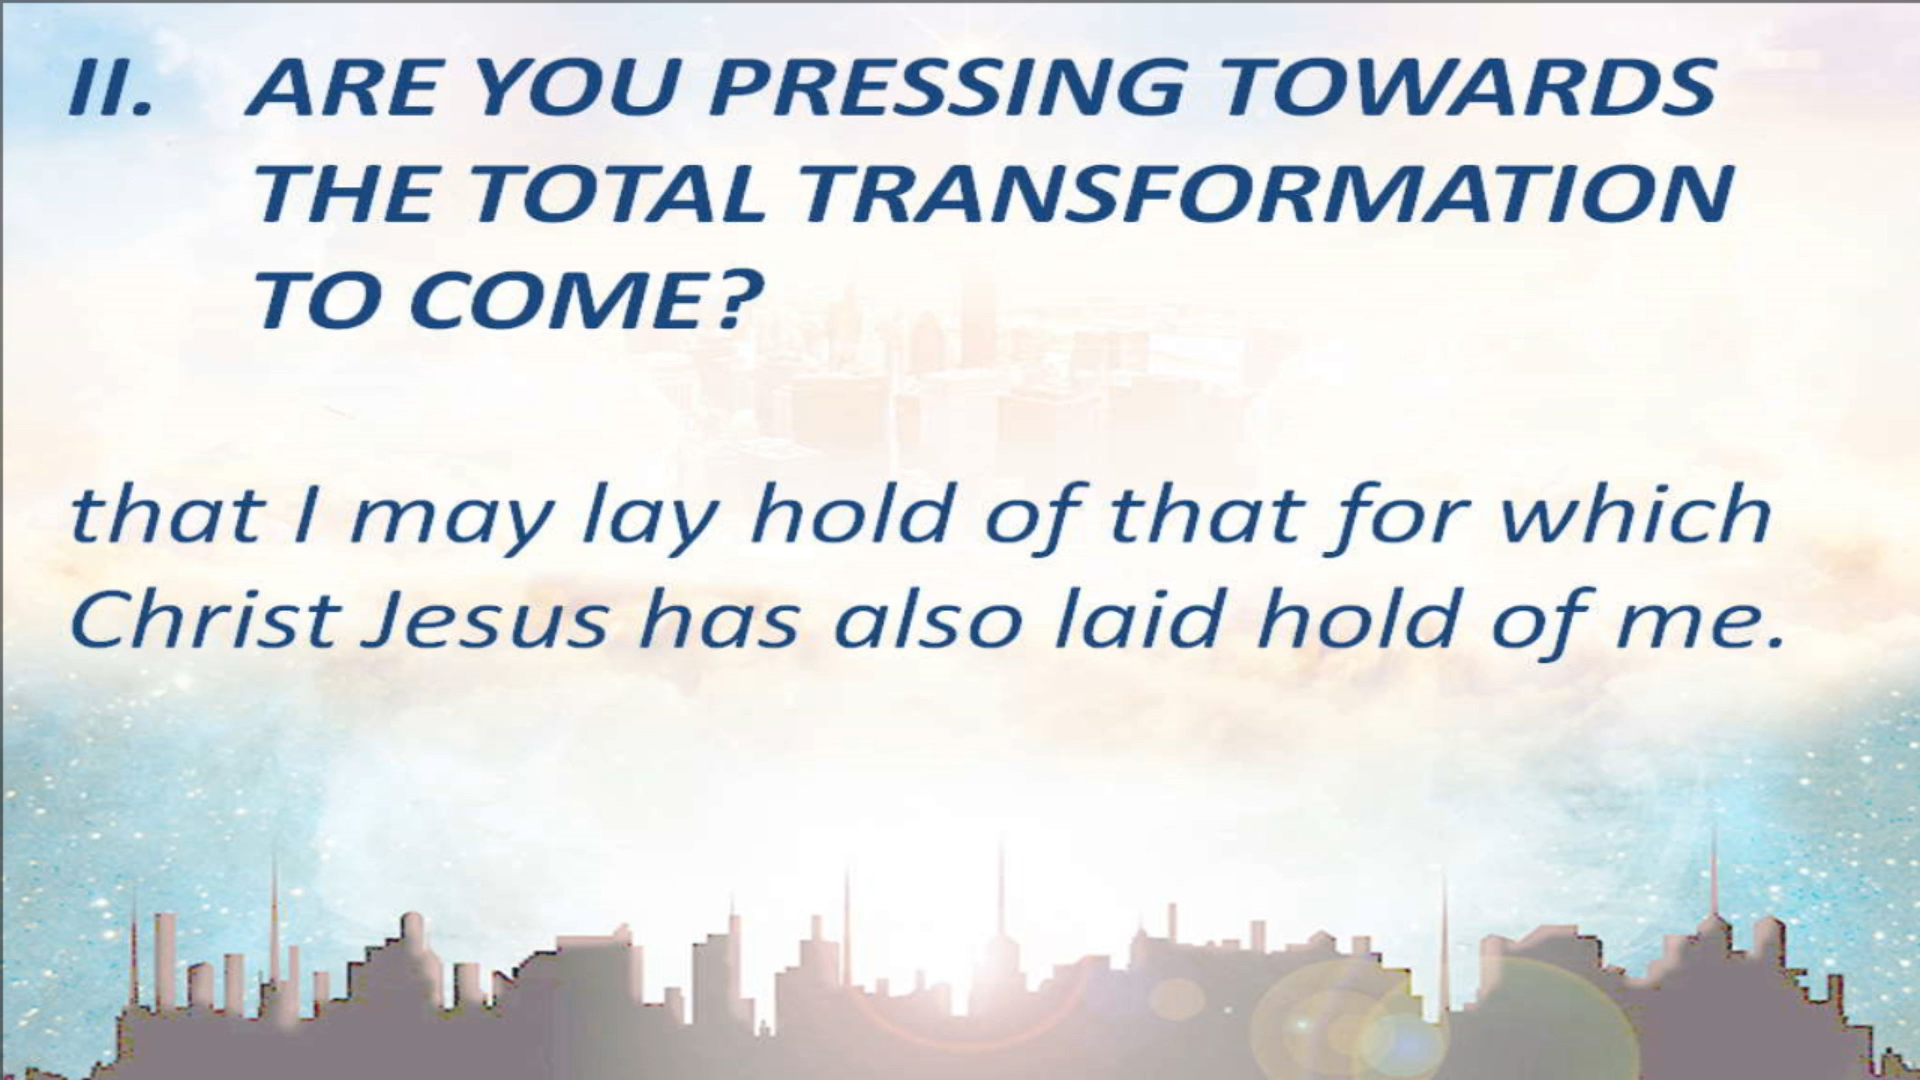 II. ARE YOU PRESSING TOWARDS
THE TOTAL TRANSFORMATION
TO COME?
that I may lay hold of that for which
Christ Jesus has also laid hold of me.